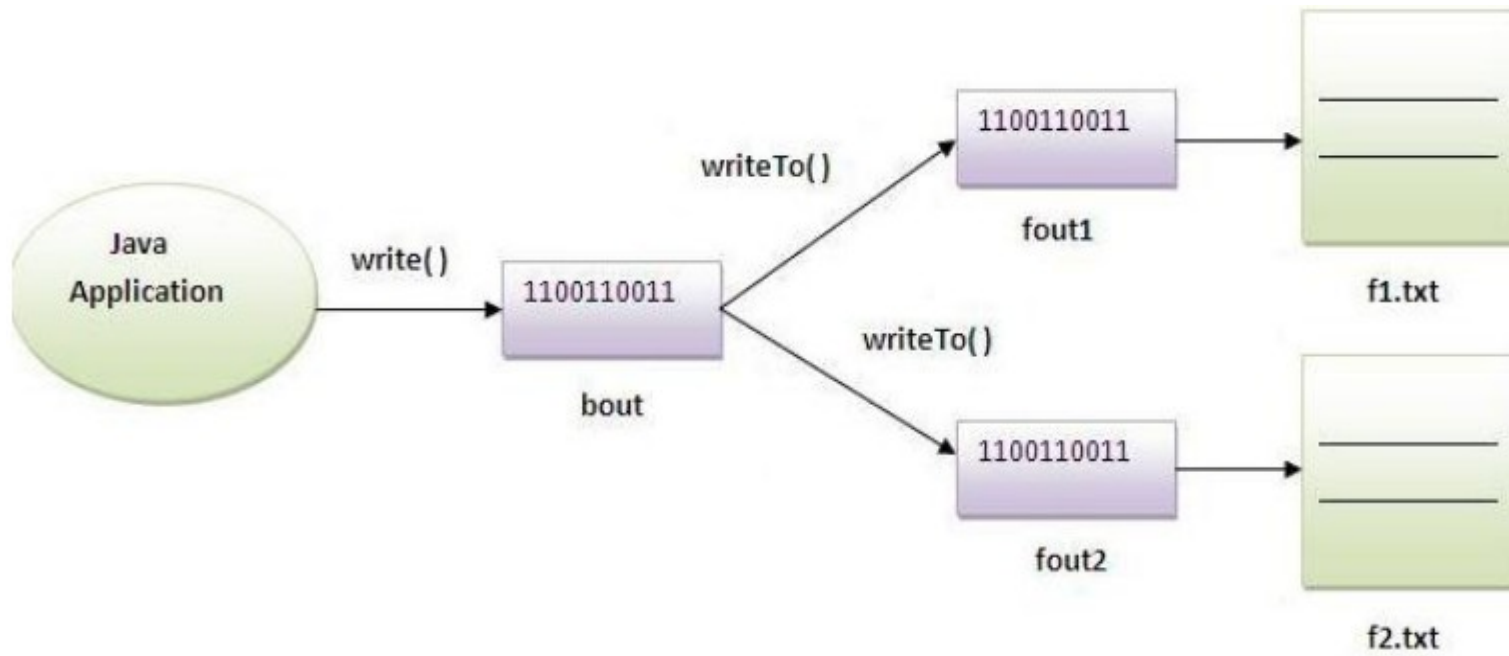 Java
Application
write( )
1100110011
bout
writeTo( )
1100110011
fout1
f1.txt
writeTo( )
1100110011
fout2
f2.txt